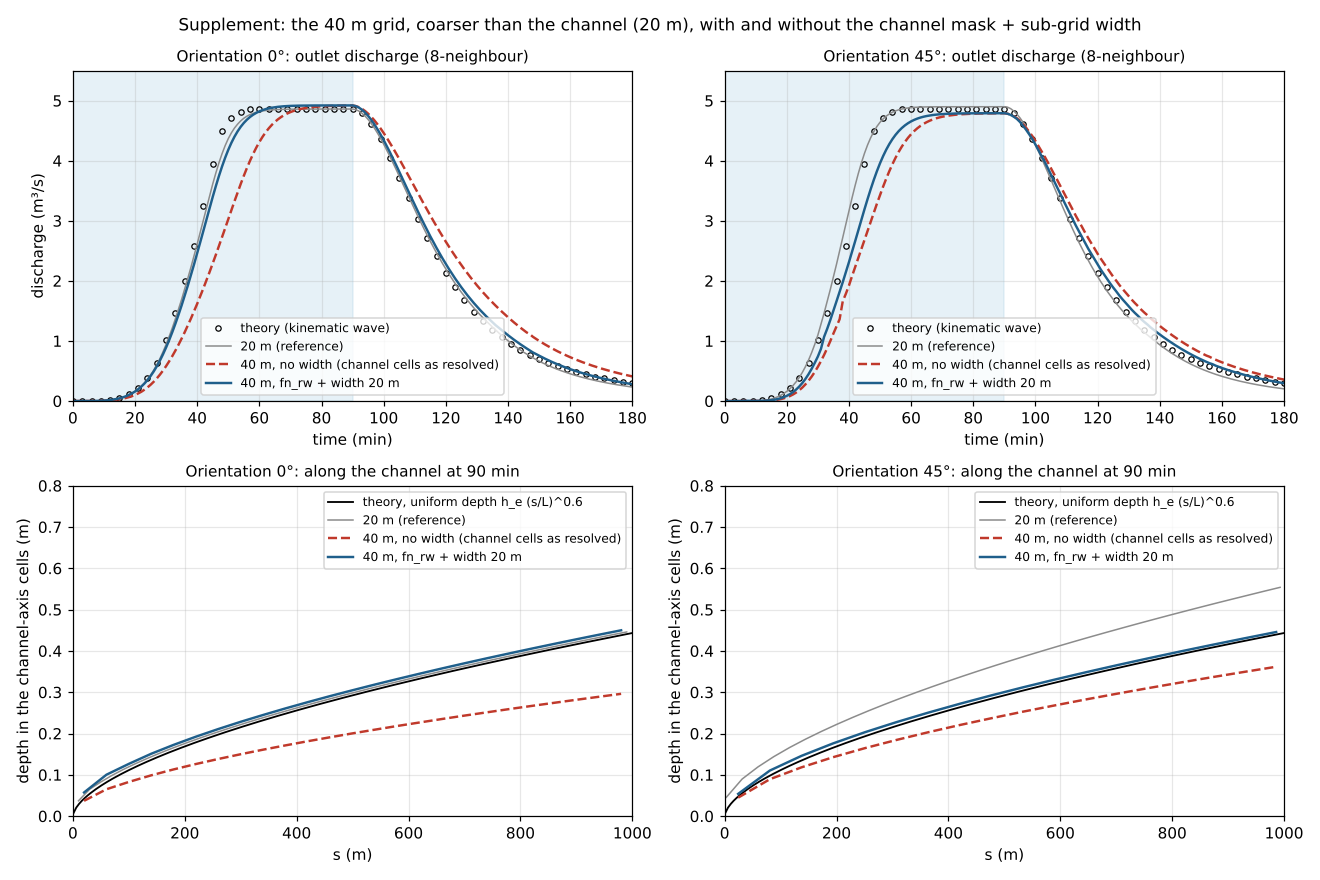 Supplement: the 40 m grid, coarser than the channel (20 m), with and without the channel mask + sub-grid width
Orientation 0°: outlet discharge (8-neighbour)
discharge (m³/s)
5
4
3
2
1
0
theory (kinematic wave)
20 m (reference)
40 m, no width (channel cells as resolved)
40 m, fn_rw + width 20 m
0 20 40 60 80 100 120 140 160 180
time (min)
Orientation 45°: outlet discharge (8-neighbour)
5
4
3
2
1
0
theory (kinematic wave)
20 m (reference)
40 m, no width (channel cells as resolved)
40 m, fn_rw + width 20 m
0 20 40 60 80 100 120 140 160 180
time (min)
Orientation 0°: along the channel at 90 min
depth in the channel-axis cells (m)
0.8
0.7
0.6
0.5
0.4
0.3
0.2
0.1
0.0
theory, uniform depth h_e (s/L)^0.6
20 m (reference)
40 m, no width (channel cells as resolved)
40 m, fn_rw + width 20 m
0 200 400 600 800 1000
s (m)
Orientation 45°: along the channel at 90 min
depth in the channel-axis cells (m)
0.8
0.7
0.6
0.5
0.4
0.3
0.2
0.1
0.0
theory, uniform depth h_e (s/L)^0.6
20 m (reference)
40 m, no width (channel cells as resolved)
40 m, fn_rw + width 20 m
0 200 400 600 800 1000
s (m)